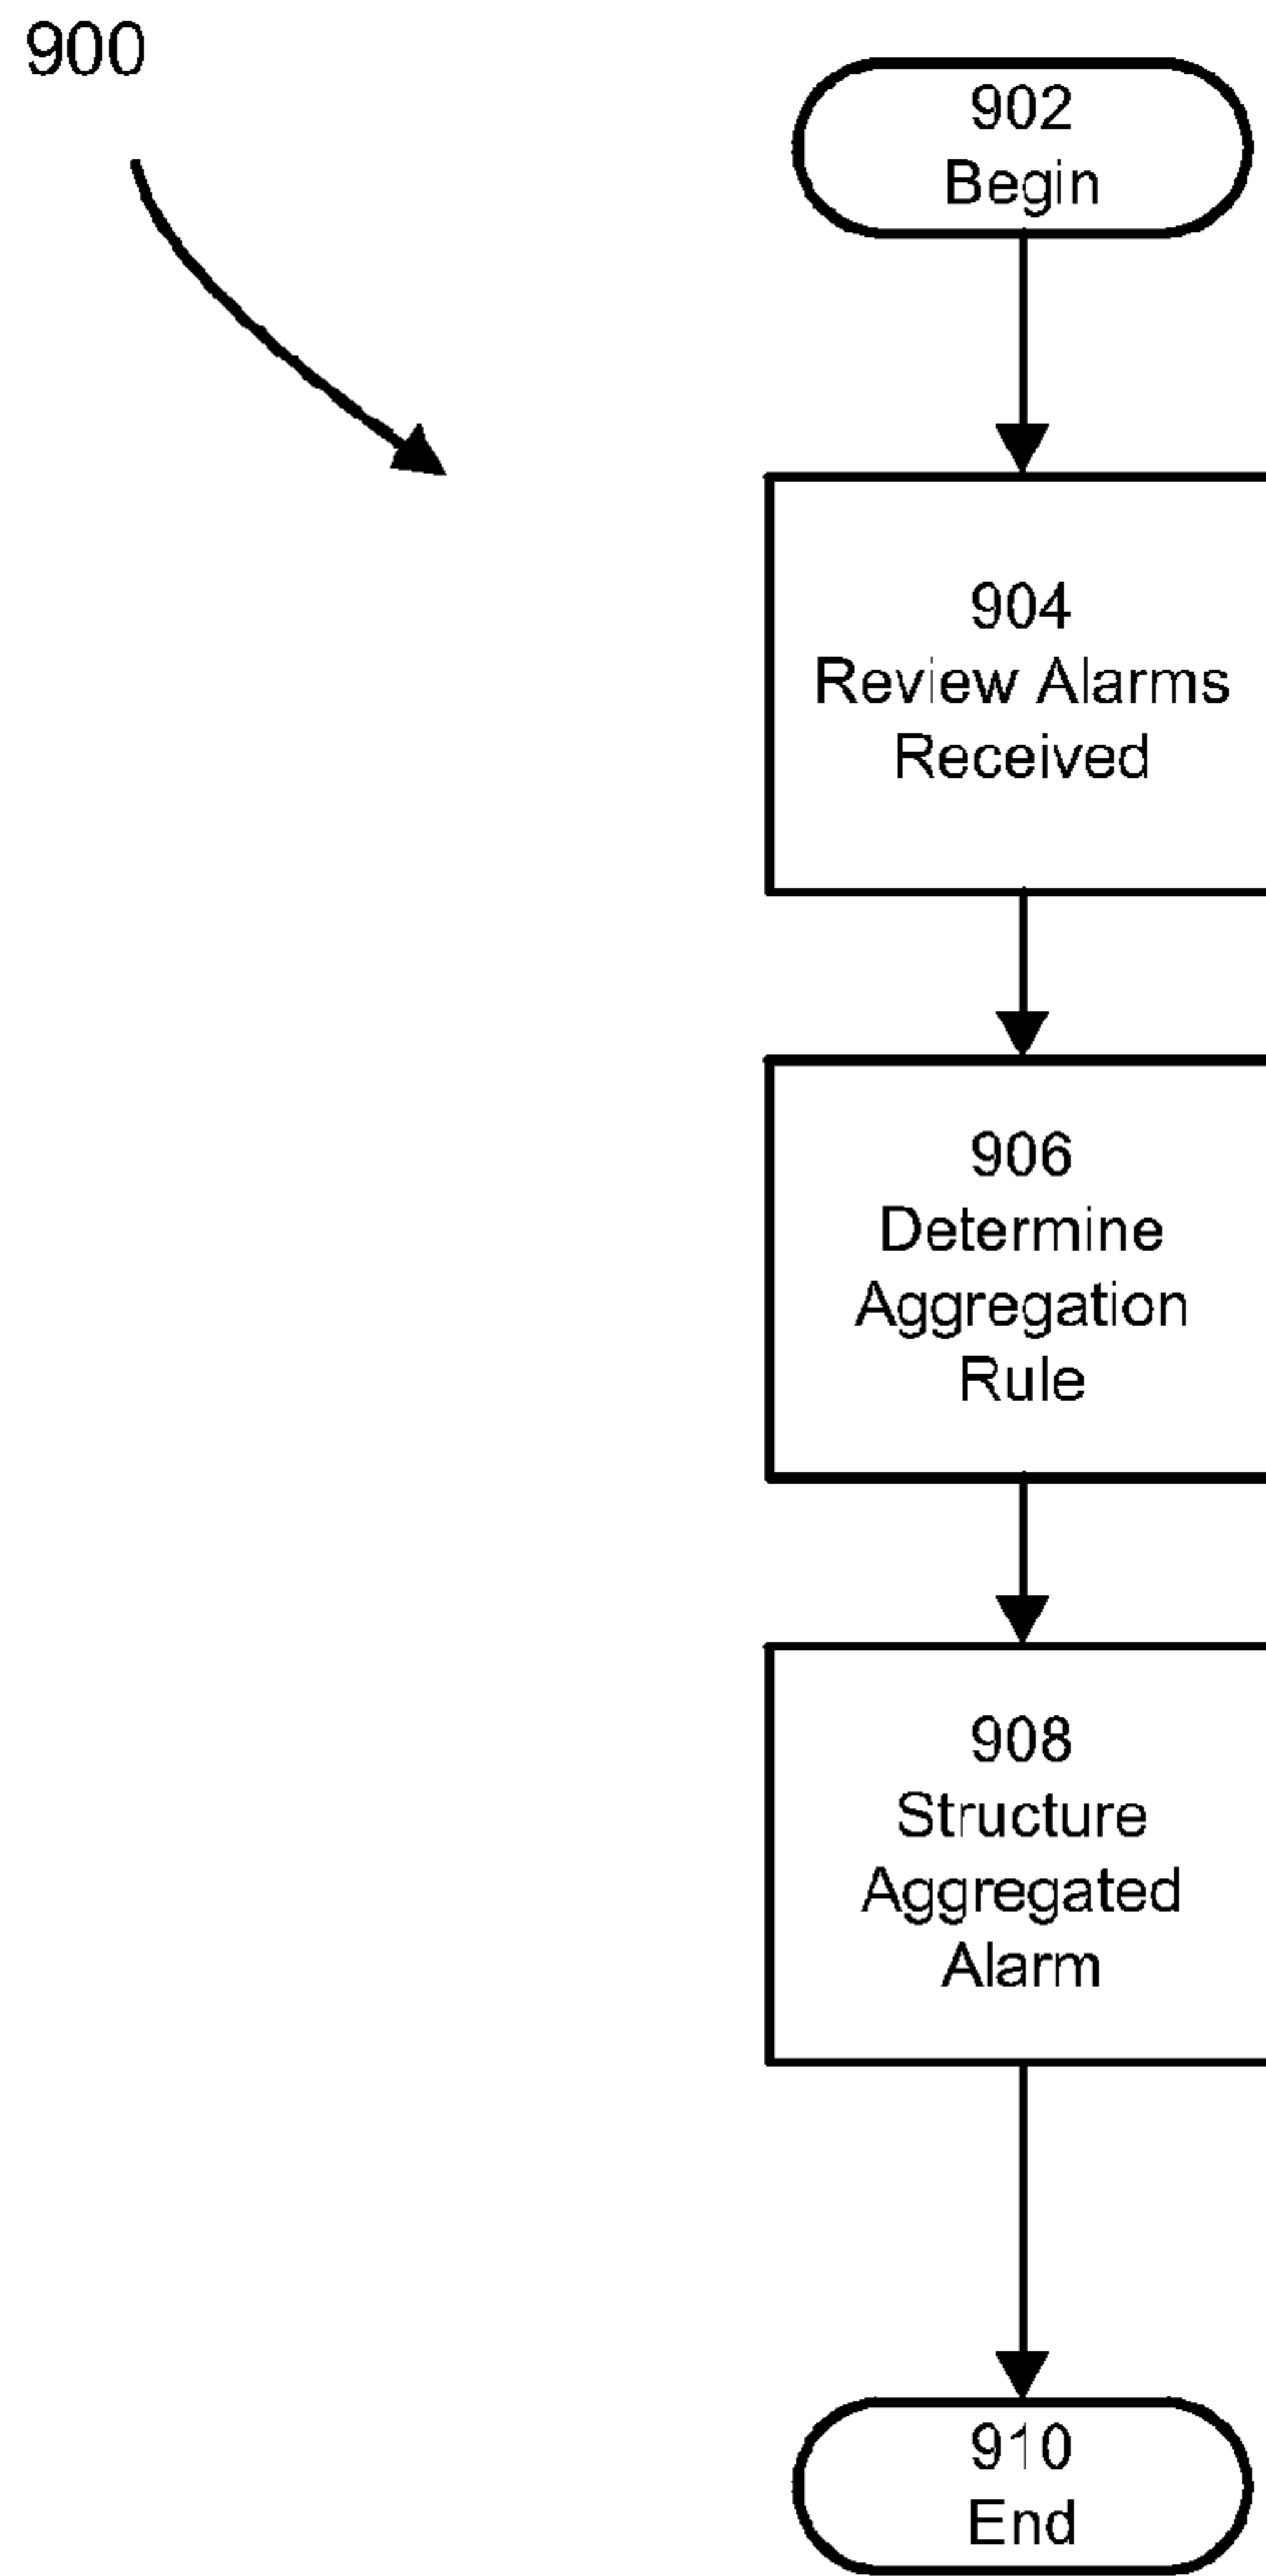 900
902
Begin
904
Review Alarms
Received
906
Determine
Aggregation
Rule
908
Structure
Aggregated
Alarm
910
End